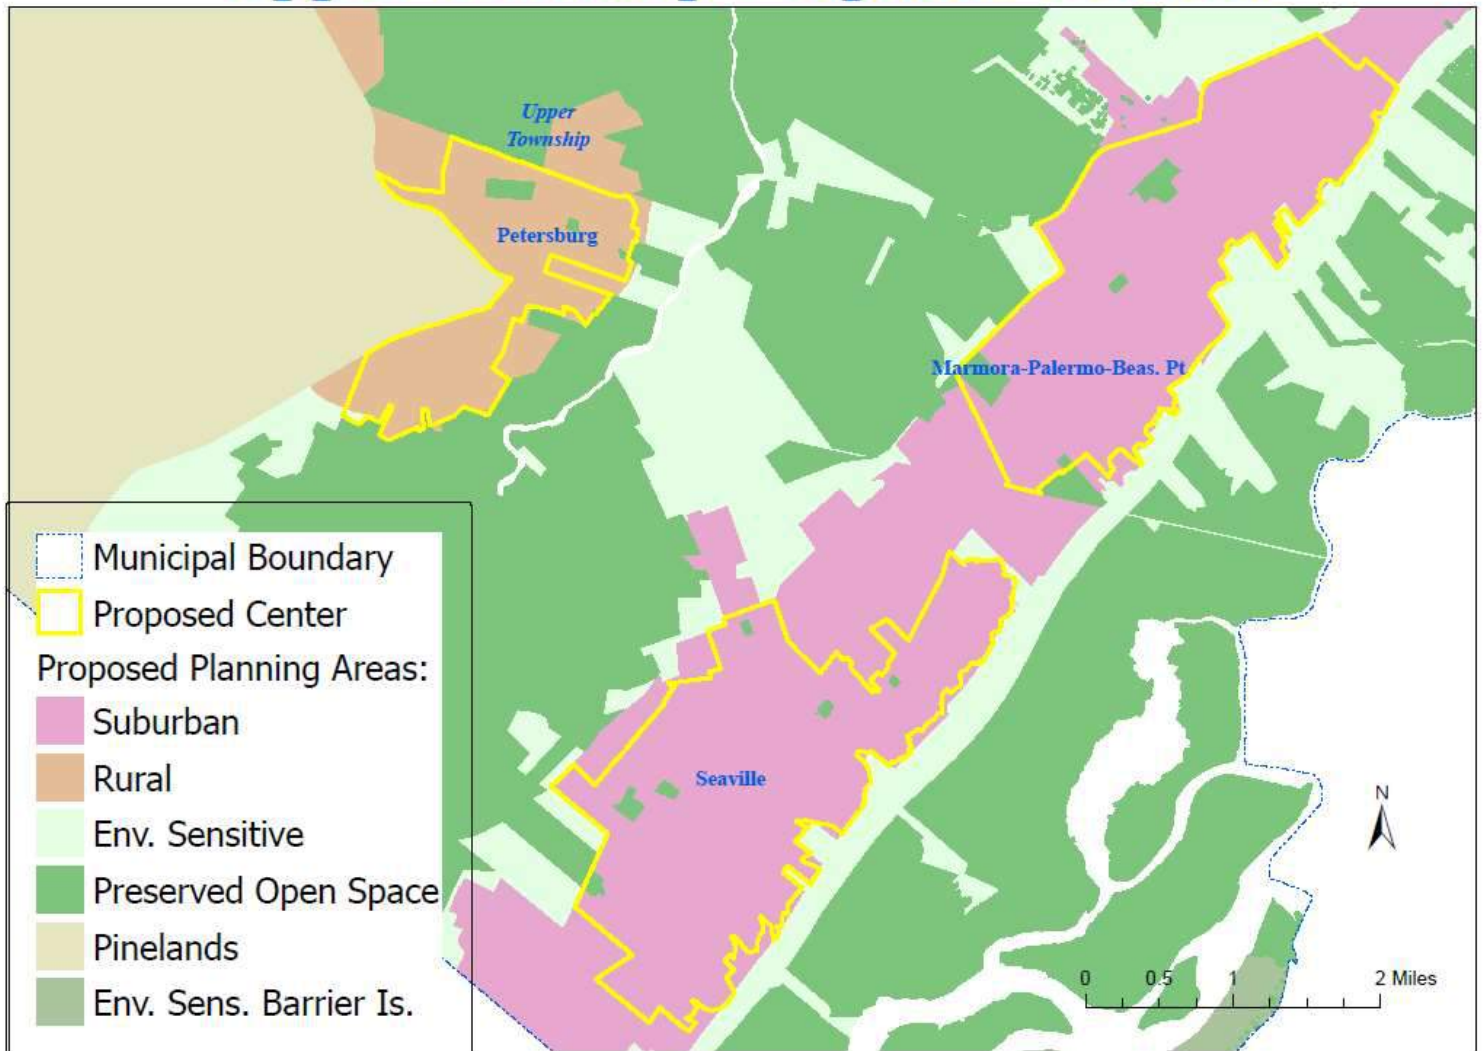 Upper
Township
Petersburg
Marmora-Palermo-Beas. Pt
Seaville
Municipal Boundary
Proposed Center
Proposed Planning Areas:
Suburban
Rural
Env. Sensitive
Preserved Open Space
Pinelands
Env. Sens. Barrier Is.
N
0 0.5 1 2 Miles